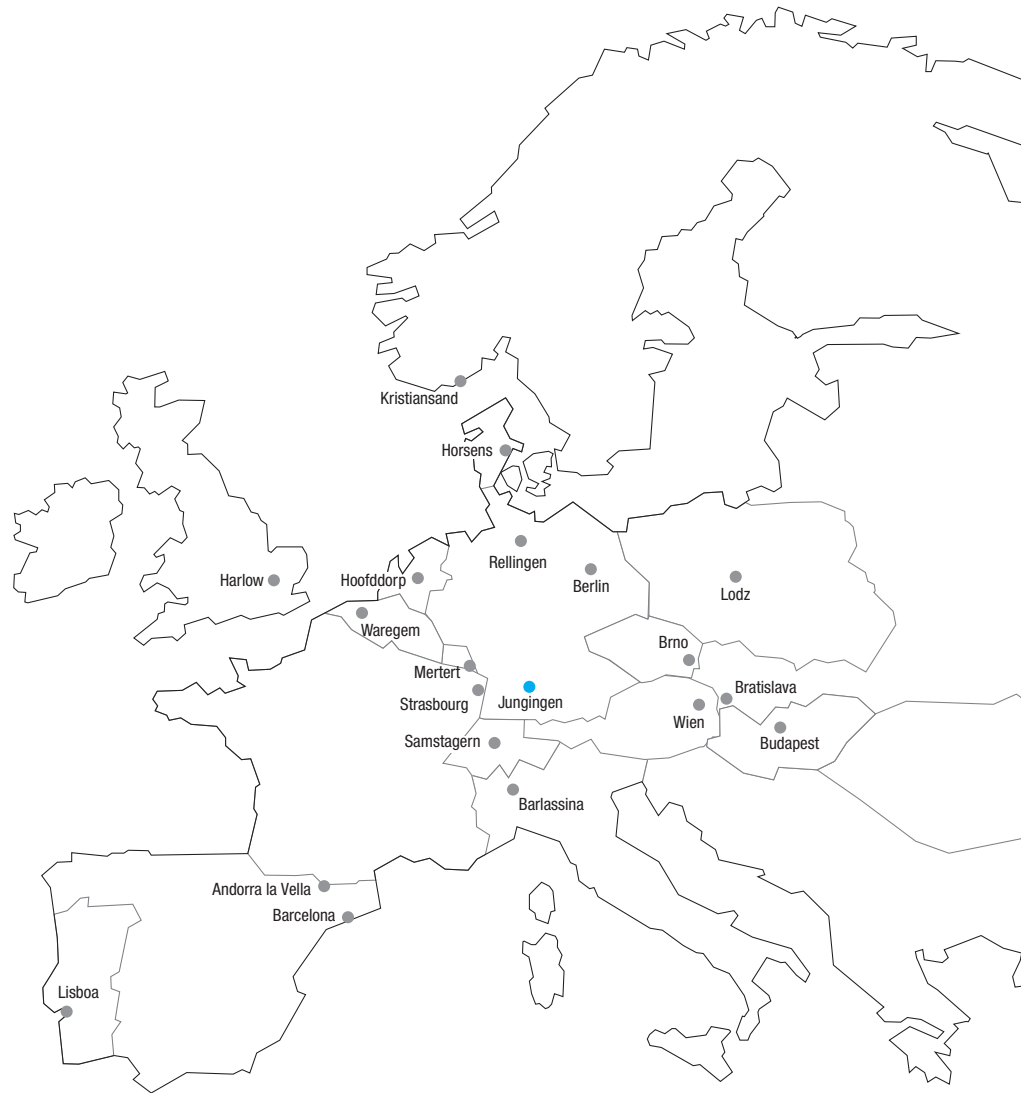 Kristiansand
Horsens
Rellingen
Harlow
Hoofddorp
Berlin
Lodz
Waregem
Brno
Mertert
Bratislava
Strasbourg
Jungingen
Wien
Samstagern
Budapest
Barlassina
Andorra la Vella
Barcelona
Lisboa